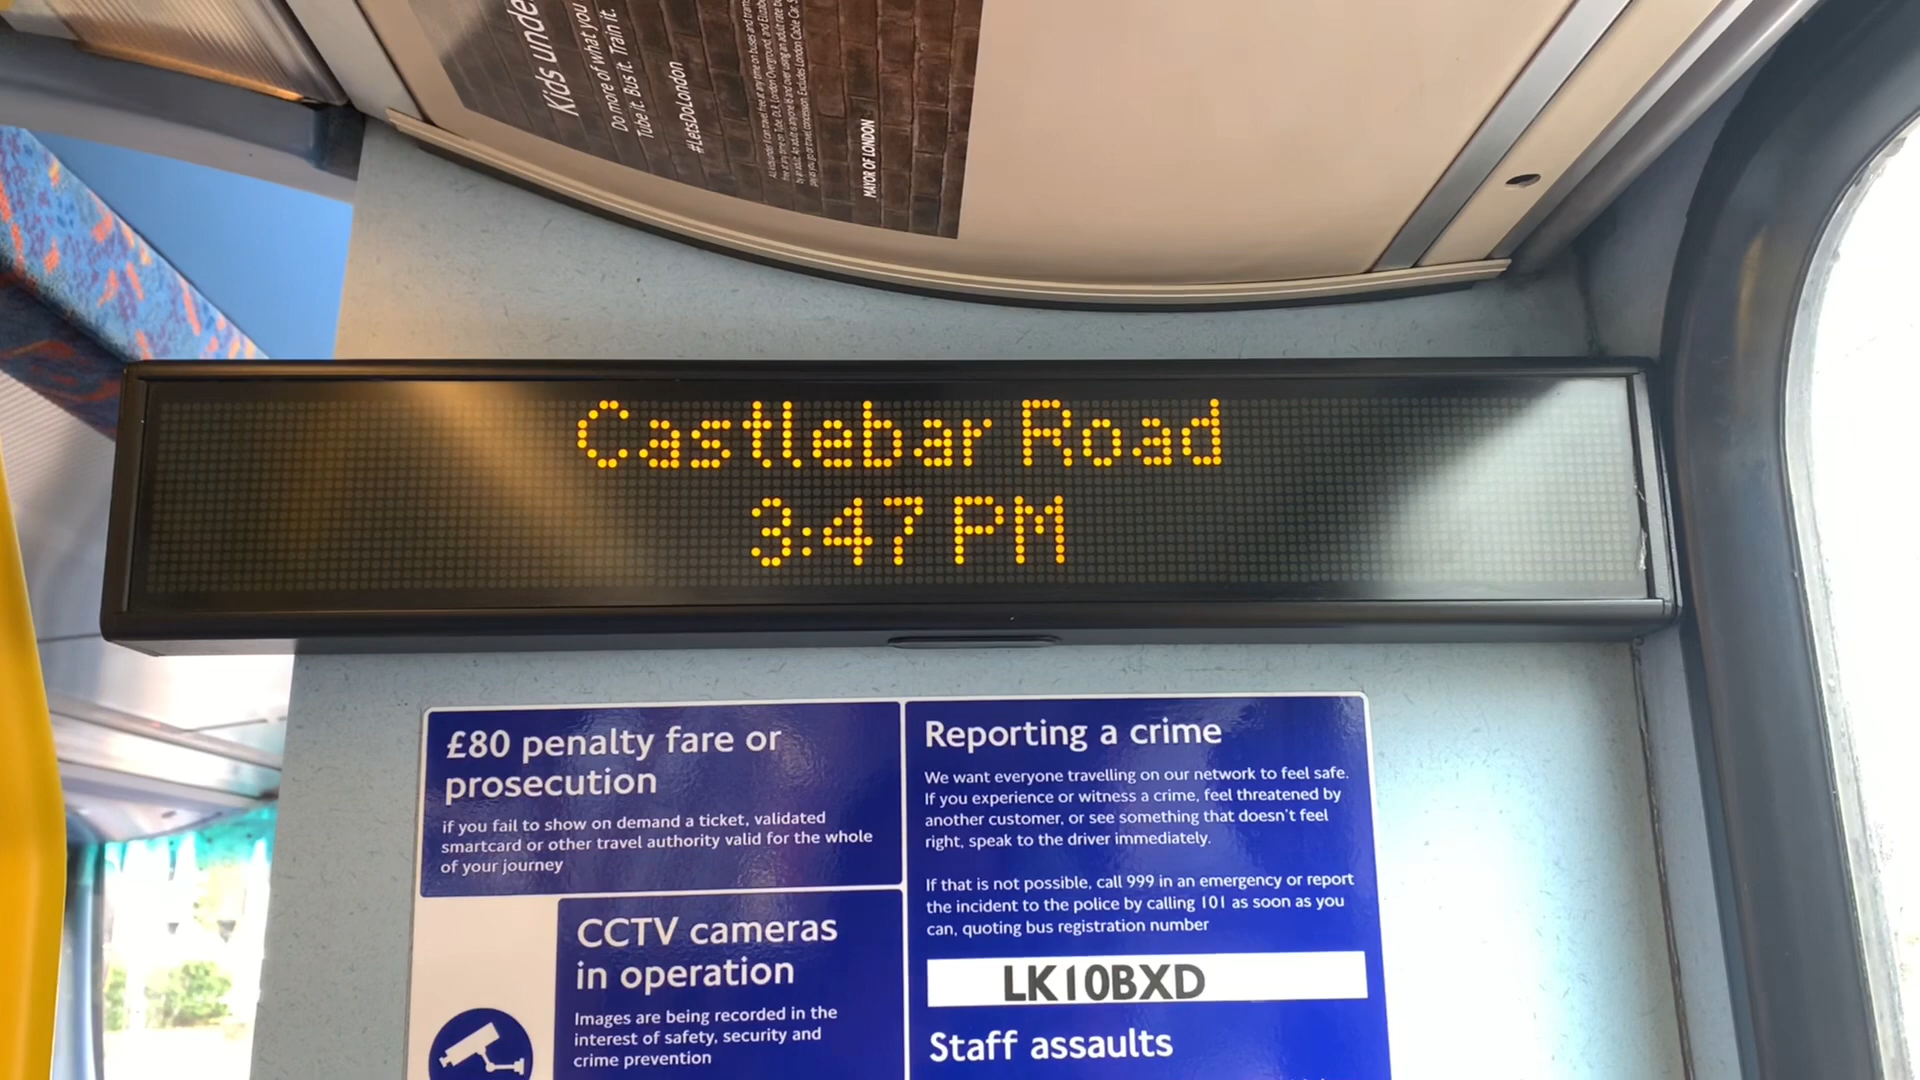 Kids unde
Do more of what you
Tube it. Bus it. Train it.
#LetsDoLondon
MAYOR OF LONDON
Castlebar Road
3:47 PM
£80 penalty fare or
prosecution
if you fail to show on demand a ticket, validated
smartcard or other travel authority valid for the whole
of your journey
CCTV cameras
in operation
Images are being recorded in the
interest of safety, security and
crime prevention
Reporting a crime
We want everyone travelling on our network to feel safe.
If you experience or witness a crime, feel threatened by
another customer, or see something that doesn't feel
right, speak to the driver immediately.
If that is not possible, call 999 in an emergency or report
the incident to the police by calling 101 as soon as you
can, quoting bus registration number
LK10BXD
Staff assaults